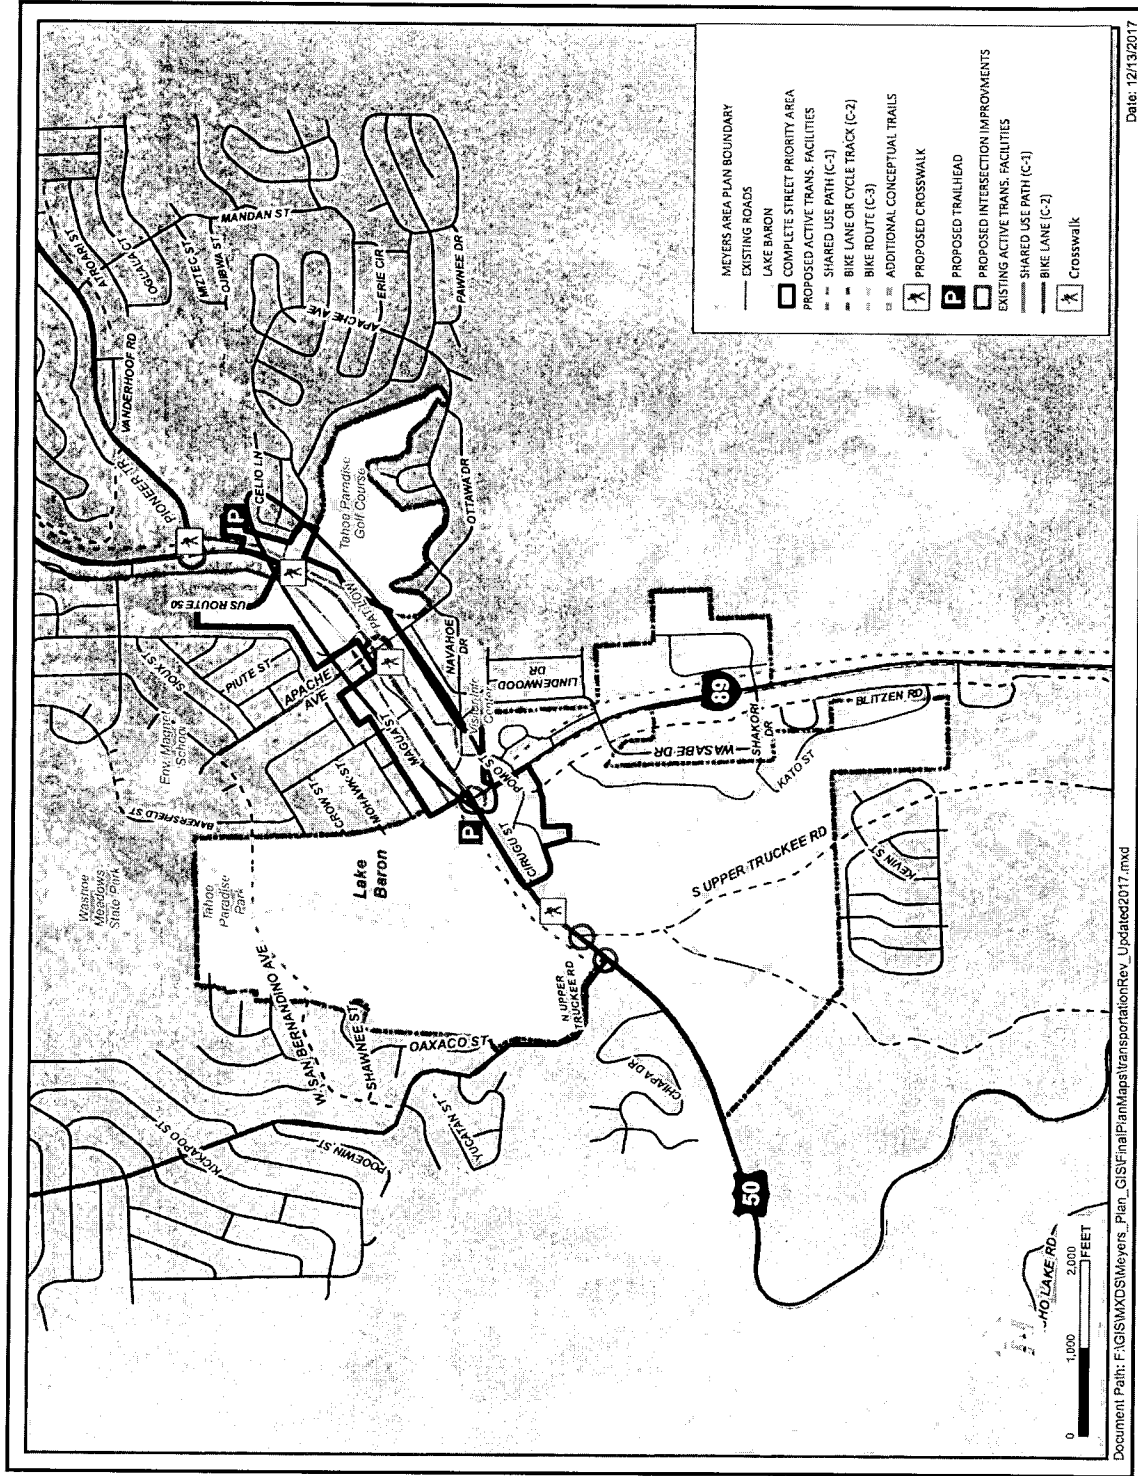 MEYERS AREA PLAN BOUNDARY
EXISTING ROADS
LAKE BARON
COMPLETE STREET PRIORITY AREA
PROPOSED ACTIVE TRANS. FACILITIES
SHARED USE PATH (C-1)
BIKE LANE OR CYCLE TRACK (C-2)
BIKE ROUTE (C-3)
ADDITIONAL CONCEPTUAL TRAILS
PROPOSED CROSSWALK
P
PROPOSED TRAILHEAD
PROPOSED INTERSECTION IMPROVMENTS
EXISTING ACTIVE TRANS. FACILITIES
SHARED USE PATH (C-1)
BIKE LANE (C-2)
Crosswalk
KICKAPOO ST
POOEWIN ST
YUCATAN ST
W SAN BERNANDINO AVE
SHAWNEE ST
OAXACO ST
N UPPER
TRUCKEE RD
CHIAPA DR
Washoe
Meadows
State Park
Tahoe
Paradise
Park
Lake
Baron
BAKERSFIELD ST
Env. Magnet
School
CROW ST
MOHAWK ST
SIOUX ST
PIUTE ST
APACHE
AVE
MAGUA ST
US ROUTE 50
PIONEER TR
VANDERHOOF RD
ATROARI ST
OGALALA CT
MIZTEC ST
OJIBWA ST
MANDAN ST
CELIO LN
P
APACHE AVE
ERIE CIR
PAWNEE DR
Tahoe Paradise
Golf Course
OTTAWA DR
NAVAHOE
DR
POMO ST
P
CIRUGU ST
LINDENWOOD
DR
89
WASABE DR
SHAKORI
DR
KATO ST
BLITZEN RD
S UPPER TRUCKEE RD
KEVIN ST
50
HO LAKE RD
0 1,000 2,000
FEET
Document Path: F:\GIS\MXDS\Meyers_Plan_GIS\FinalPlanMaps\transportationRev_Updated2017.mxd
Date: 12/13/2017